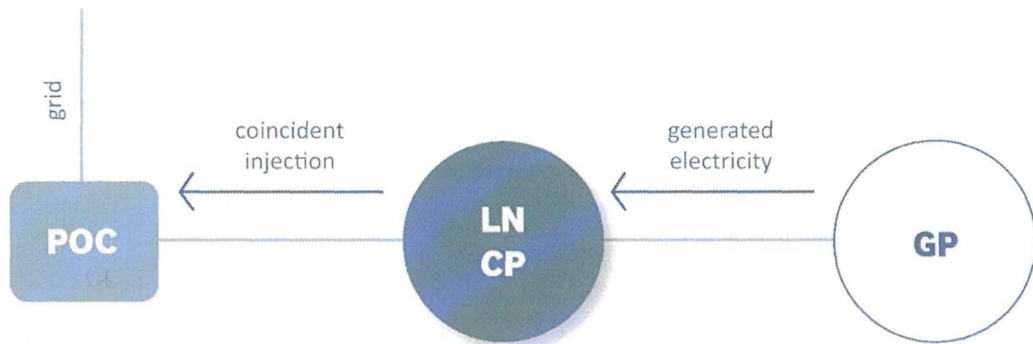 grid
coincident
injection
generated
electricity
POC
LN
CP
GP